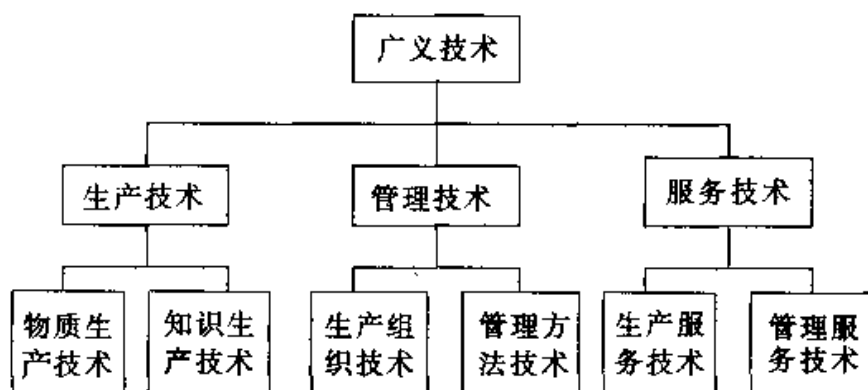 广义技术
生产技术
管理技术
服务技术
物质生
产技术
知识生
产技术
生产组
织技术
管理方
法技术
生产服
务技术
管理服
务技术